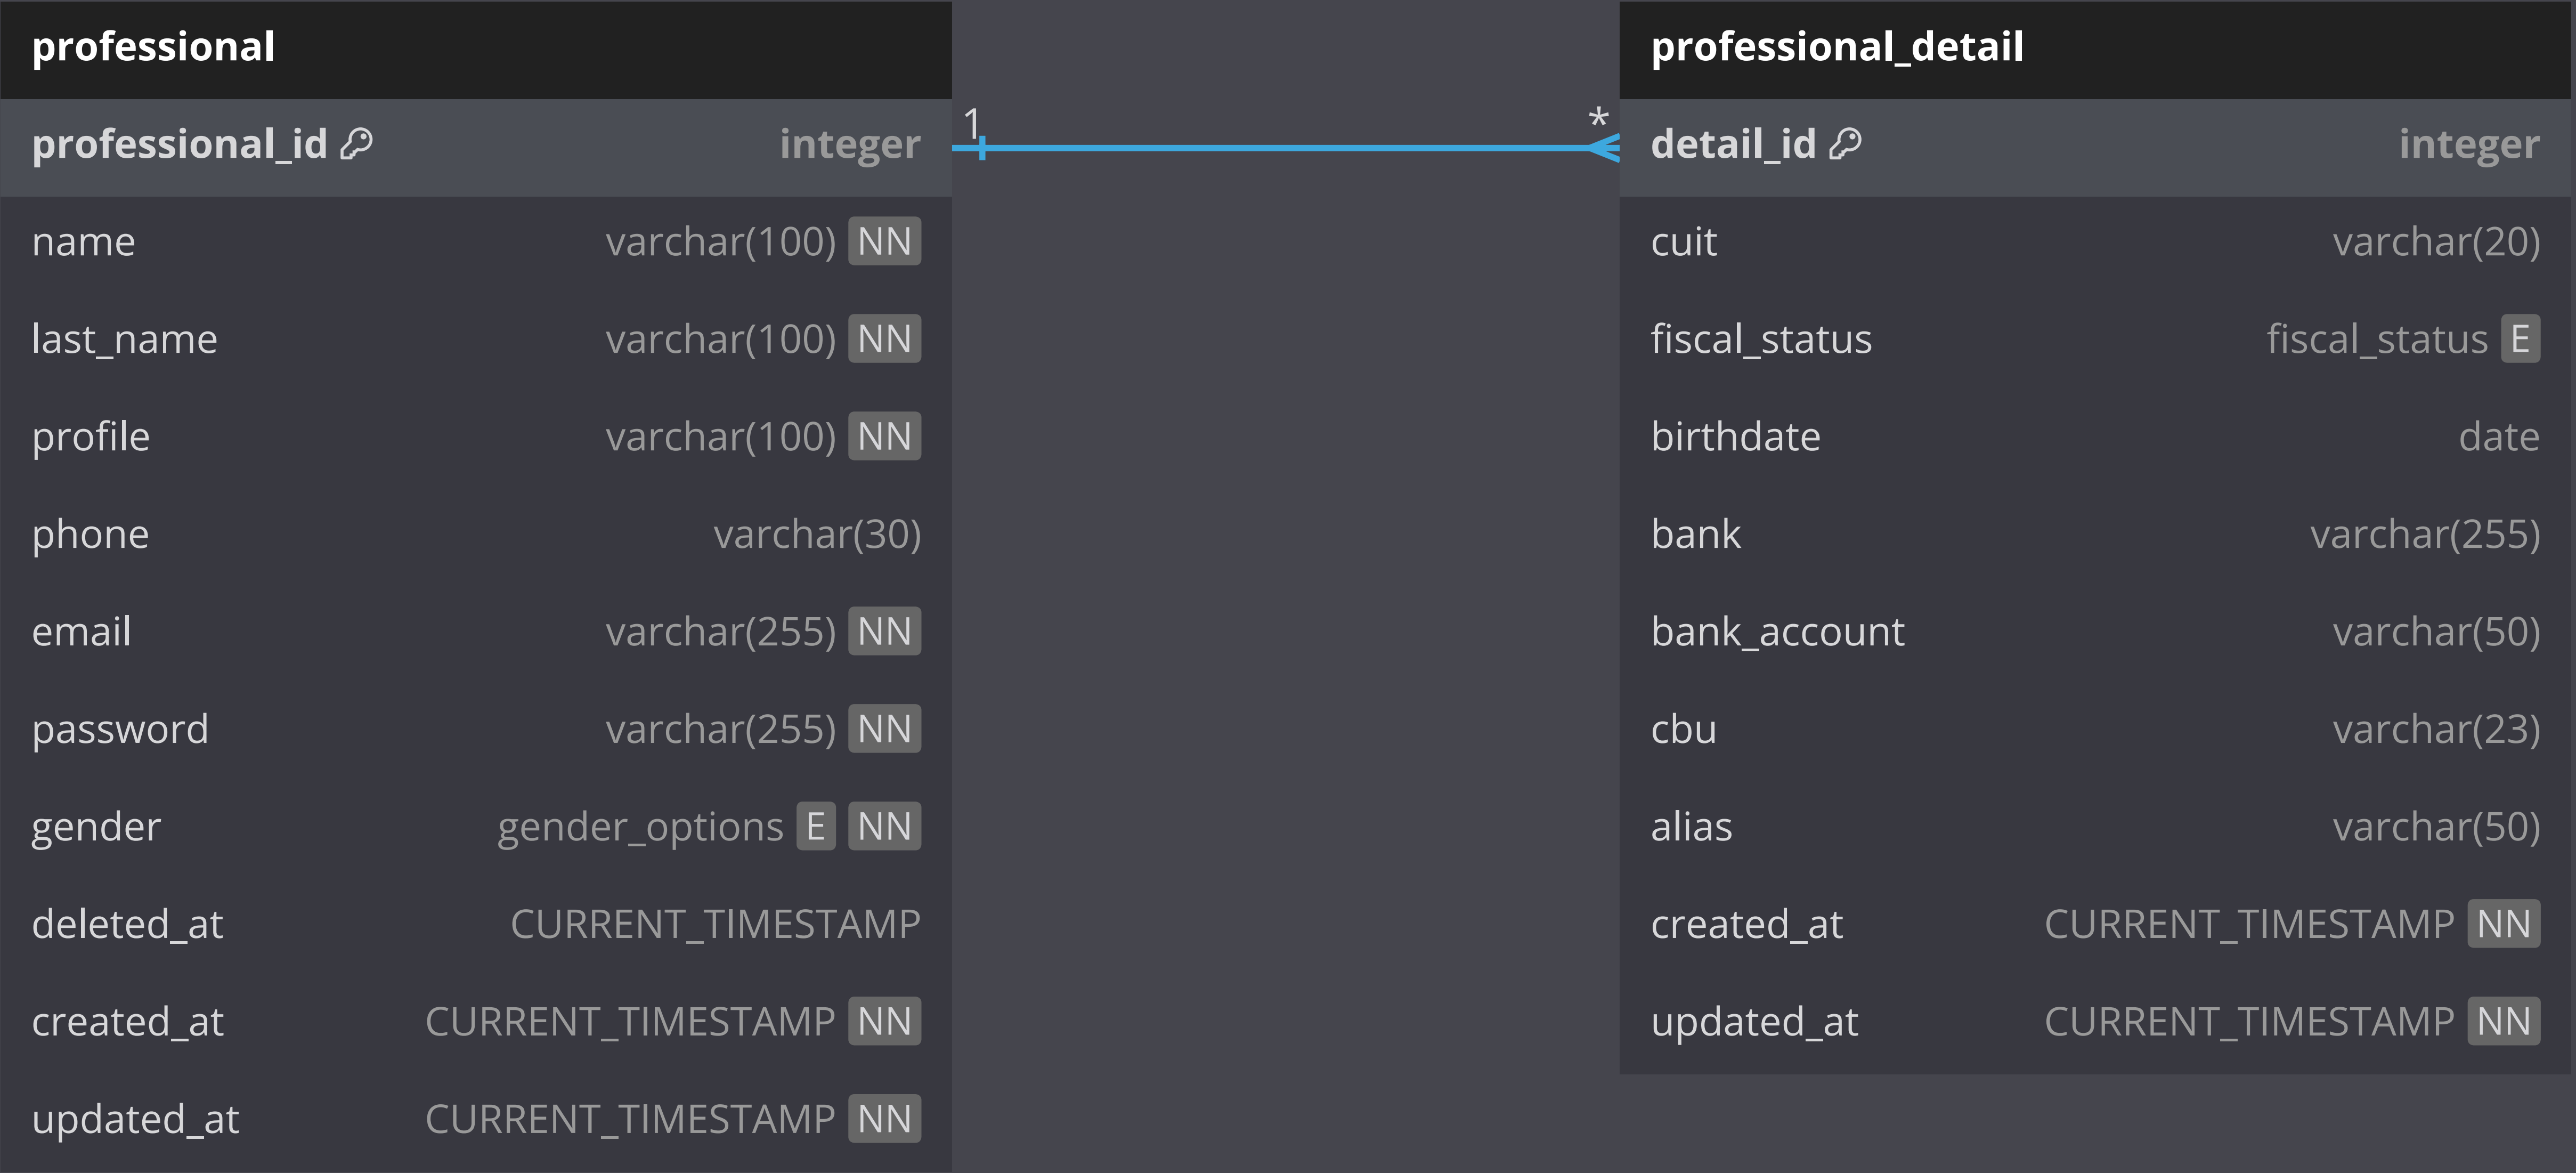 professional
professional_id integer
name varchar(100) NN
last_name varchar(100) NN
profile varchar(100) NN
phone varchar(30)
email varchar(255) NN
password varchar(255) NN
gender gender_options E NN
deleted_at CURRENT_TIMESTAMP
created_at CURRENT_TIMESTAMP NN
updated_at CURRENT_TIMESTAMP NN
1 *
professional_detail
detail_id integer
cuit varchar(20)
fiscal_status fiscal_status E
birthdate date
bank varchar(255)
bank_account varchar(50)
cbu varchar(23)
alias varchar(50)
created_at CURRENT_TIMESTAMP NN
updated_at CURRENT_TIMESTAMP NN